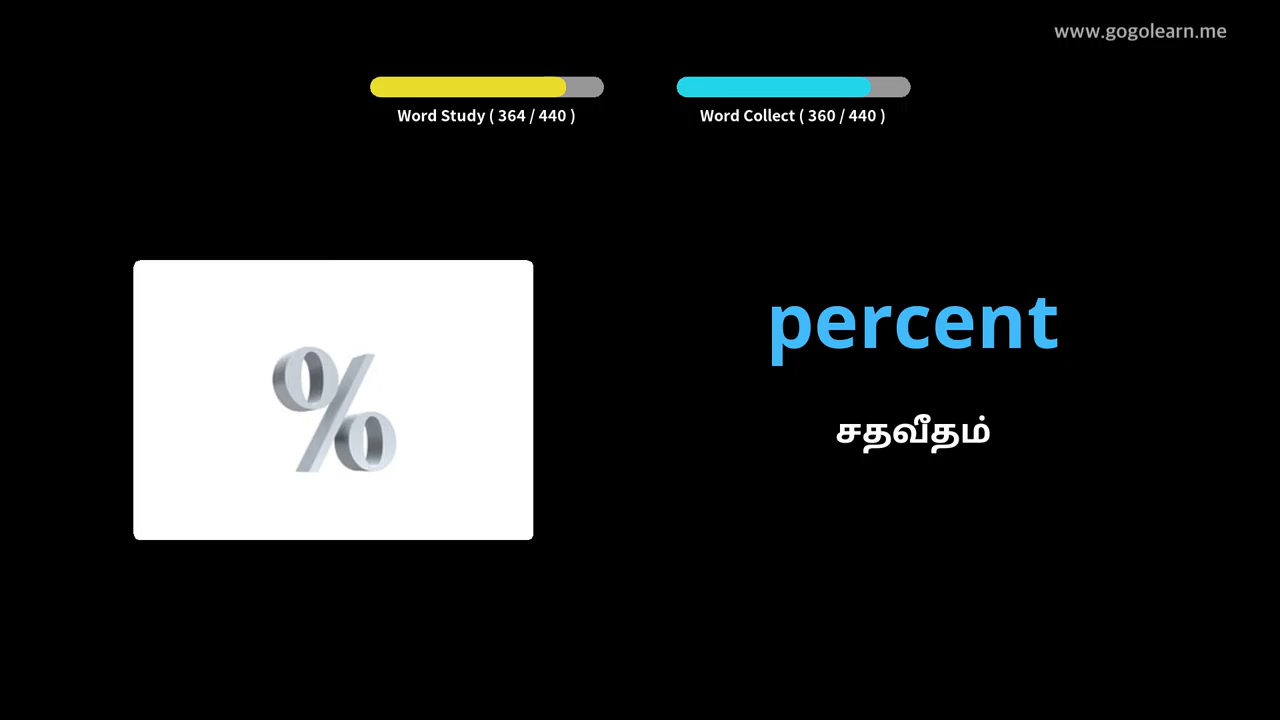 www.gogolearn.me
Word Study ( 364 / 440 )
Word Collect ( 360 / 440 )
%
percent
சதவீதம்